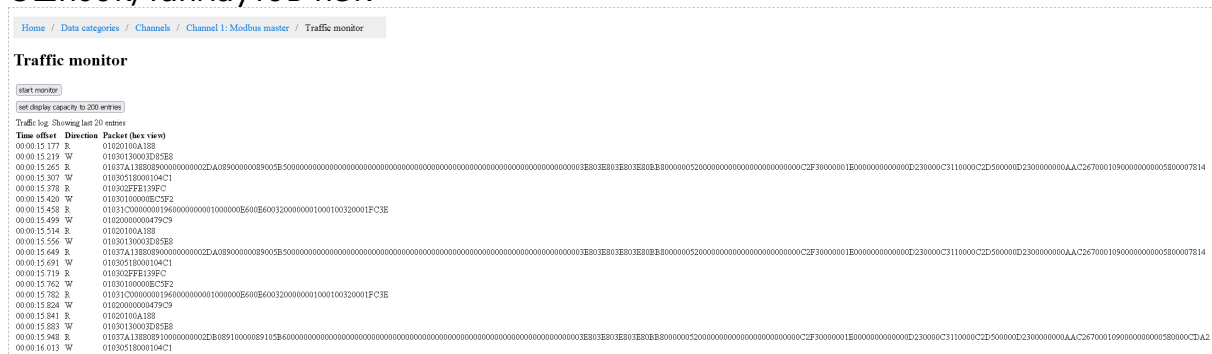 Home / Data categories / Channels / Channel 1: Modbus master / Traffic monitor
Traffic monitor
start monitor
set display capacity to 200 entries
Traffic log. Showing last 20 entries
Time offset Direction Packet (hex view)
00:00:15.177 R 01020100A188
00:00:15.219 W 01030130003D85E8
00:00:15.265 R
00:00:15.307 W 01030518000104C1
00:00:15.378 R 010302FFE139FC
00:00:15.420 W 01030100000EC5F2
00:00:15.458 R
00:00:15.499 W 01020000000479C9
00:00:15.514 R 01020100A188
00:00:15.556 W 01030130003D85E8
00:00:15.649 R
00:00:15.691 W 01030518000104C1
00:00:15.719 R 010302FFE139FC
00:00:15.762 W 01030100000EC5F2
00:00:15.782 R
00:00:15.824 W 01020000000479C9
00:00:15.841 R 01020100A188
00:00:15.883 W 01030130003D85E8
00:00:15.948 R
00:00:16.013 W 01030518000104C1